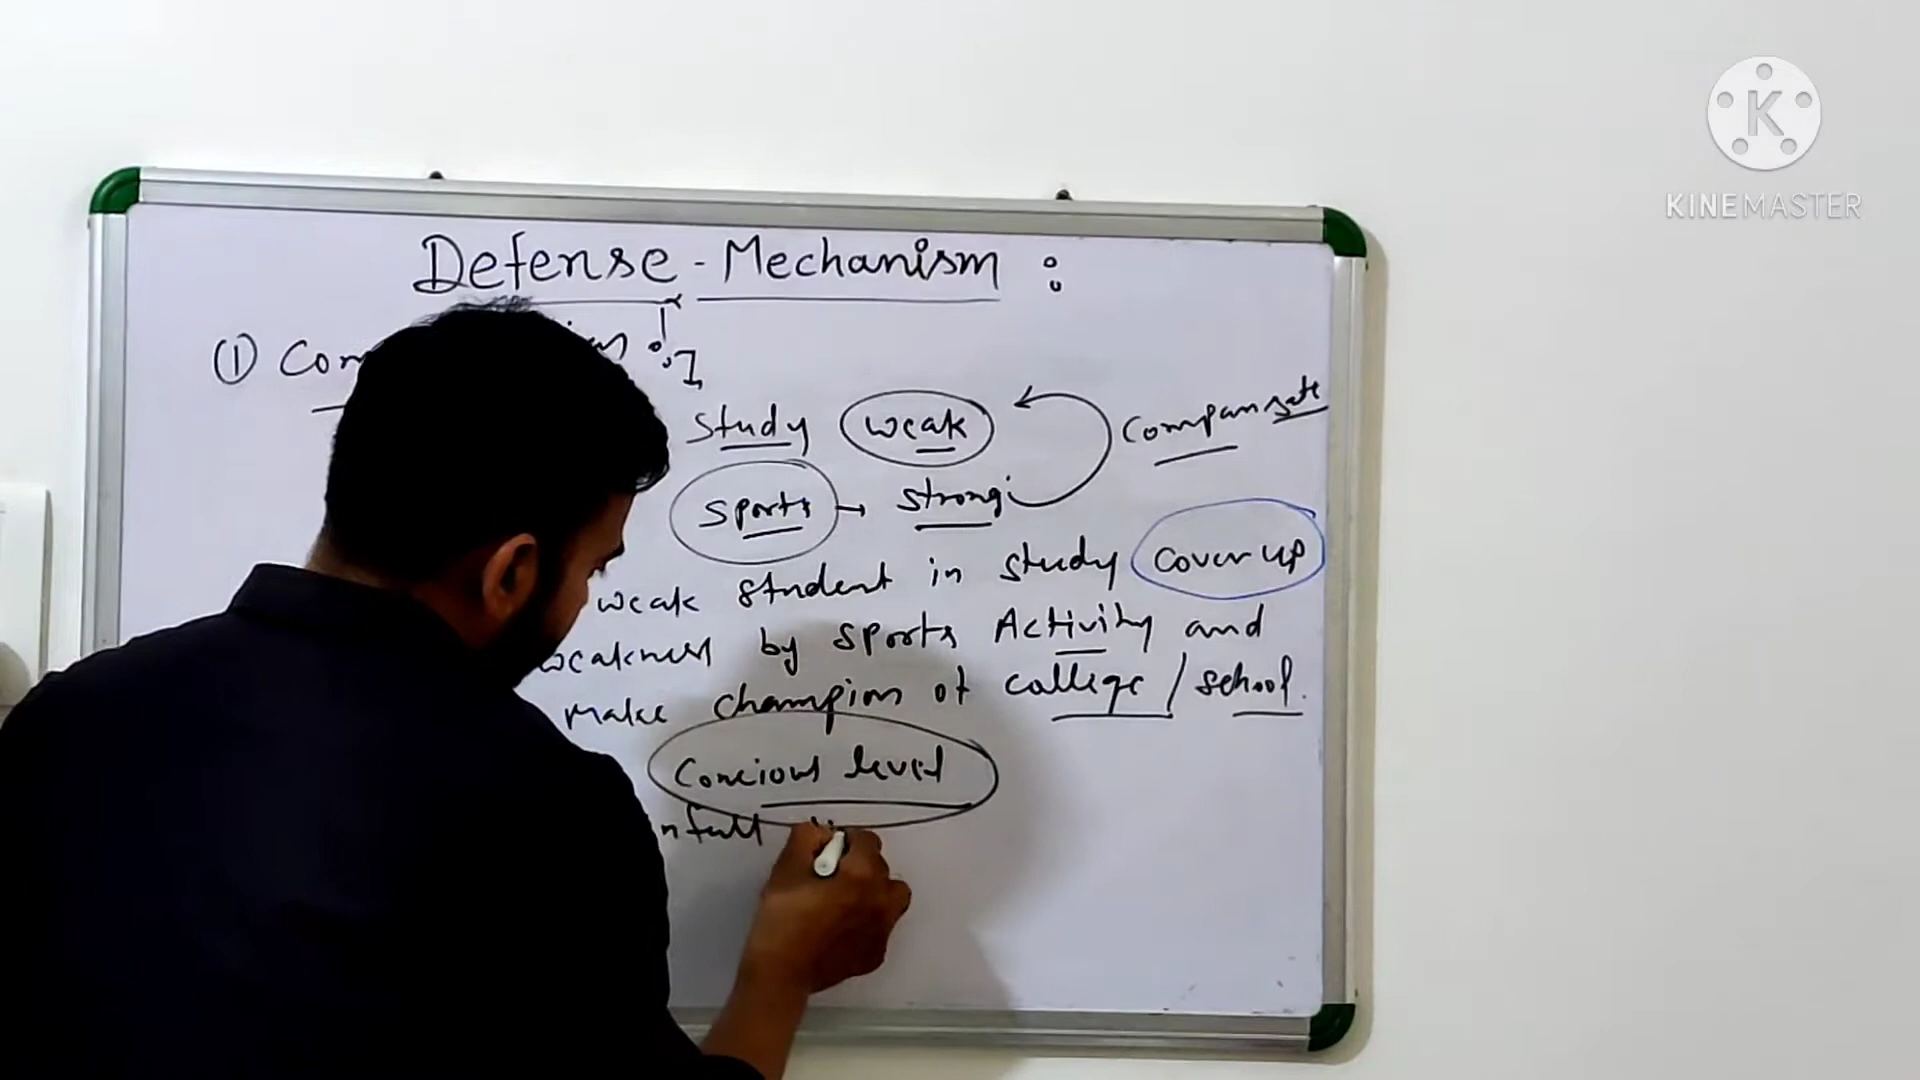 KINEMASTER
Defense - Mechanism :
① Com
study weak
Compansate
sports → strong
weak student in study cover up
weakness by sports Activity and
make champion of college / school.
Concious level